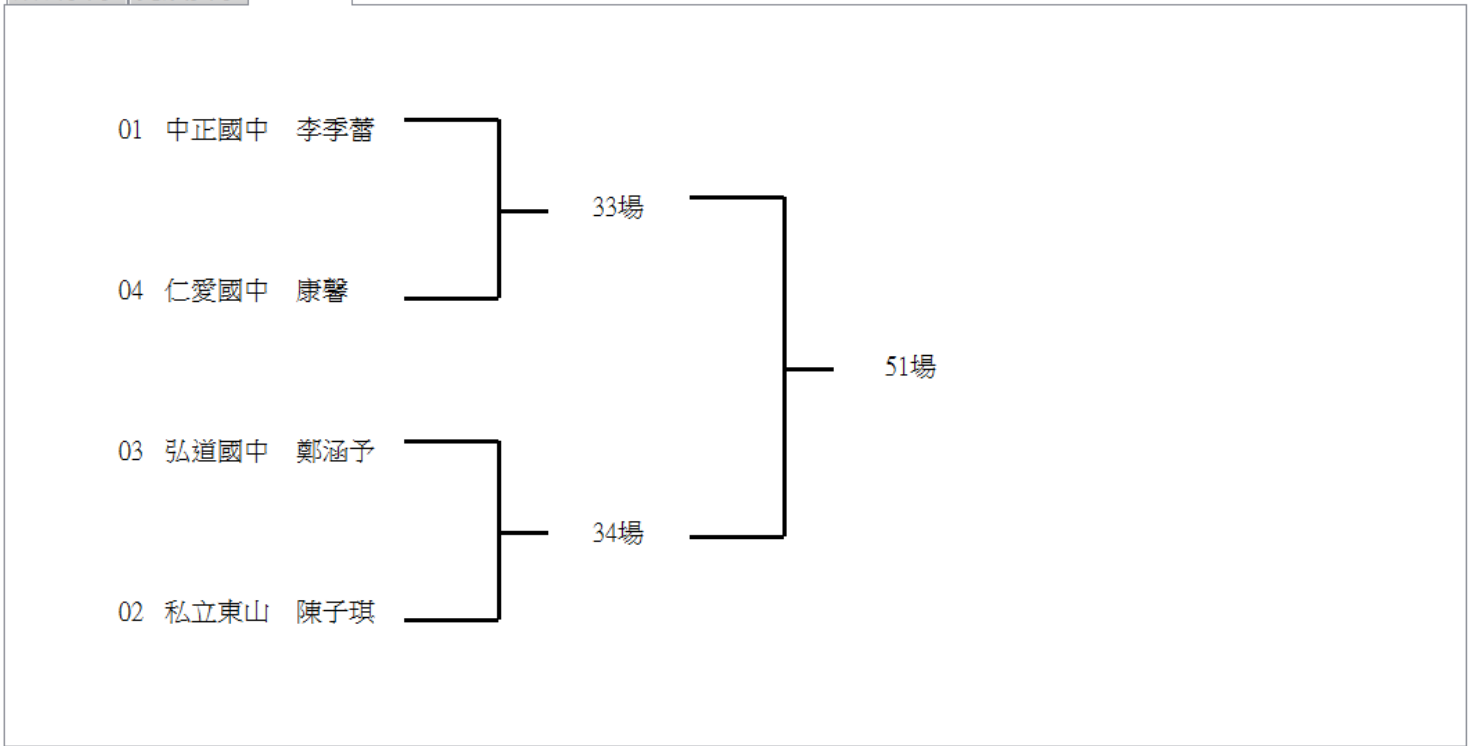 01 中正國中 李季蕾
33場
04 仁愛國中 康馨
51場
03 弘道國中 鄭涵予
34場
02 私立東山 陳子琪